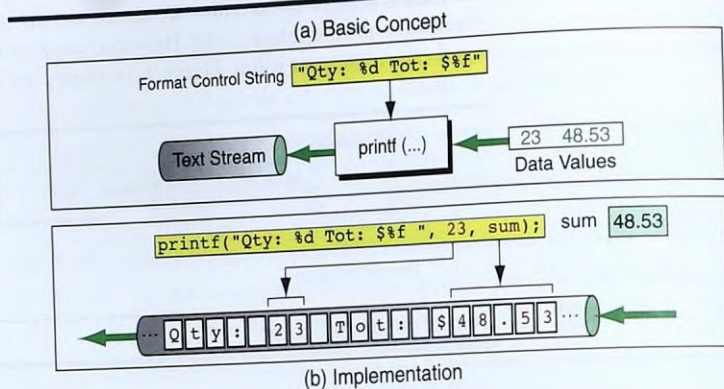 (a) Basic Concept
Format Control String "Qty: %d Tot: $%f"
Text Stream printf (...) 23 48.53
Data Values
printf("Qty: %d Tot: $%f ", 23, sum); sum 48.53
... Q t y : 2 3 T o t : $ 4 8 . 5 3 ...
(b) Implementation